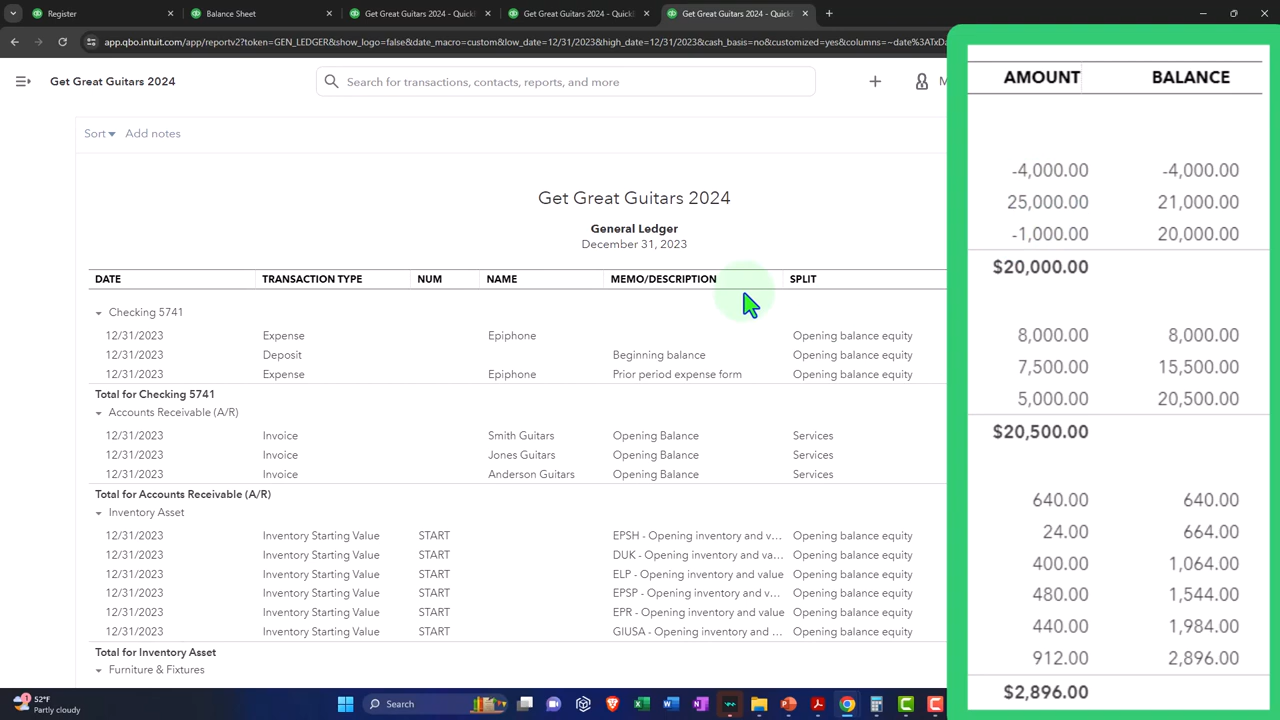 Register
Balance Sheet
Get Great Guitars 2024 - QuickB
Get Great Guitars 2024 - QuickB
Get Great Guitars 2024 - Quick
app.qbo.intuit.com/app/reportv2?token=GEN_LEDGER&show_logo=false&date_macro=custom&low_date=12/31/2023&high_date=12/31/2023&cash_basis=no&customized=yes&columns=~date%3ATxDa
Get Great Guitars 2024
Search for transactions, contacts, reports, and more
M
Sort Add notes
Get Great Guitars 2024
General Ledger
December 31, 2023
DATE TRANSACTION TYPE NUM NAME MEMO/DESCRIPTION SPLIT AMOUNT BALANCE
Checking 5741
12/31/2023 Expense Epiphone Opening balance equity -4,000.00 -4,000.00
12/31/2023 Deposit Beginning balance Opening balance equity 25,000.00 21,000.00
12/31/2023 Expense Epiphone Prior period expense form Opening balance equity -1,000.00 20,000.00
Total for Checking 5741 $20,000.00
Accounts Receivable (A/R)
12/31/2023 Invoice Smith Guitars Opening Balance Services 8,000.00 8,000.00
12/31/2023 Invoice Jones Guitars Opening Balance Services 7,500.00 15,500.00
12/31/2023 Invoice Anderson Guitars Opening Balance Services 5,000.00 20,500.00
Total for Accounts Receivable (A/R) $20,500.00
Inventory Asset
12/31/2023 Inventory Starting Value START EPSH - Opening inventory and v... Opening balance equity 640.00 640.00
12/31/2023 Inventory Starting Value START DUK - Opening inventory and va... Opening balance equity 24.00 664.00
12/31/2023 Inventory Starting Value START ELP - Opening inventory and value Opening balance equity 400.00 1,064.00
12/31/2023 Inventory Starting Value START EPSP - Opening inventory and v... Opening balance equity 480.00 1,544.00
12/31/2023 Inventory Starting Value START EPR - Opening inventory and value Opening balance equity 440.00 1,984.00
12/31/2023 Inventory Starting Value START GIUSA - Opening inventory and ... Opening balance equity 912.00 2,896.00
Total for Inventory Asset $2,896.00
Furniture & Fixtures
52°F
Partly cloudy
Search